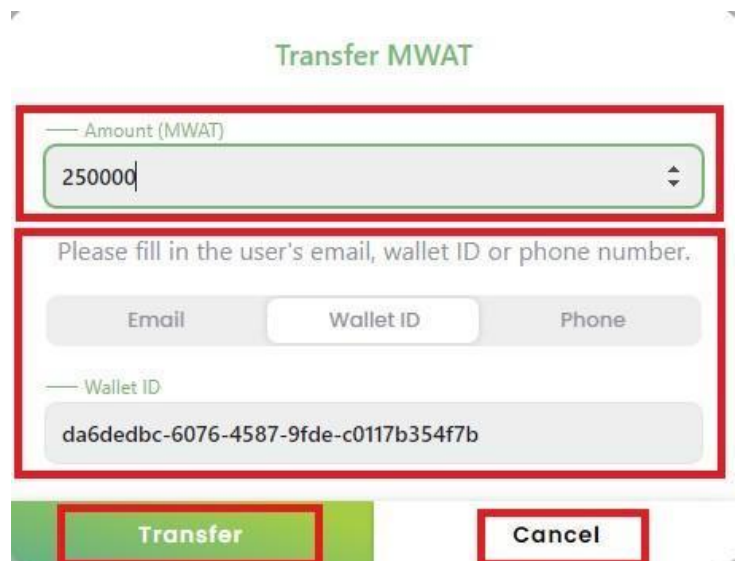 Transfer MWAT
Amount (MWAT)
250000
Please fill in the user's email, wallet ID or phone number.
Email Wallet ID Phone
Wallet ID
da6dedbc-6076-4587-9fde-c0117b354f7b
Transfer Cancel